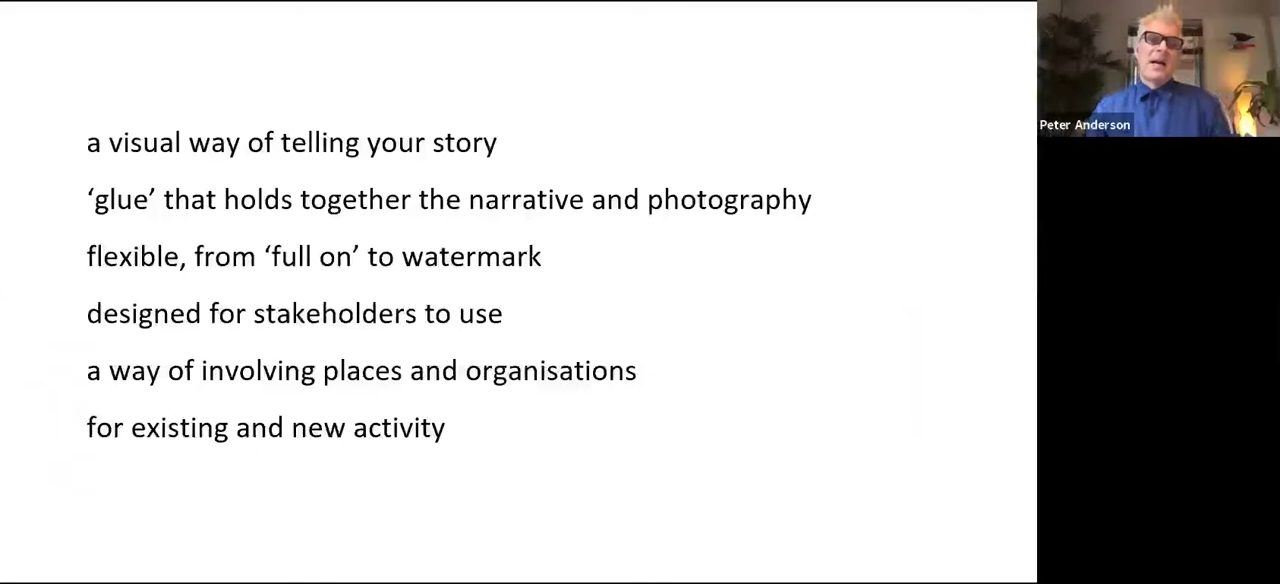 a visual way of telling your story
‘glue’ that holds together the narrative and photography
flexible, from ‘full on’ to watermark
designed for stakeholders to use
a way of involving places and organisations
for existing and new activity
Peter Anderson